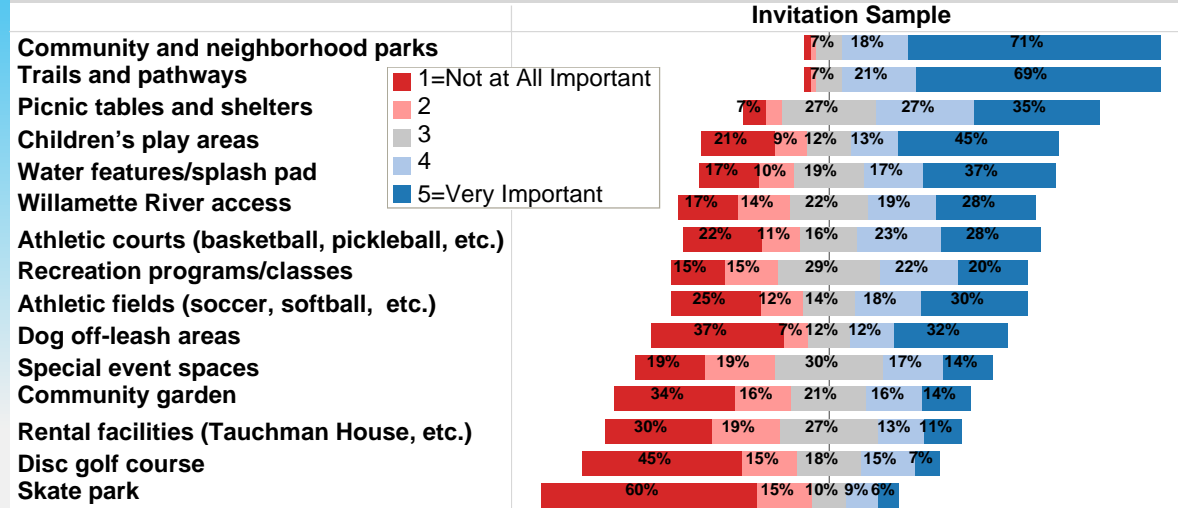 Invitation Sample
Community and neighborhood parks 7% 18% 71%
Trails and pathways 7% 21% 69%
1=Not at All Important
2
3
4
5=Very Important
Picnic tables and shelters 7% 27% 27% 35%
Children's play areas 21% 9% 12% 13% 45%
Water features/splash pad 17% 10% 19% 17% 37%
Willamette River access 17% 14% 22% 19% 28%
Athletic courts (basketball, pickleball, etc.) 22% 11% 16% 23% 28%
Recreation programs/classes 15% 15% 29% 22% 20%
Athletic fields (soccer, softball, etc.) 25% 12% 14% 18% 30%
Dog off-leash areas 37% 7% 12% 12% 32%
Special event spaces 19% 19% 30% 17% 14%
Community garden 34% 16% 21% 16% 14%
Rental facilities (Tauchman House, etc.) 30% 19% 27% 13% 11%
Disc golf course 45% 15% 18% 15% 7%
Skate park 60% 15% 10% 9% 6%